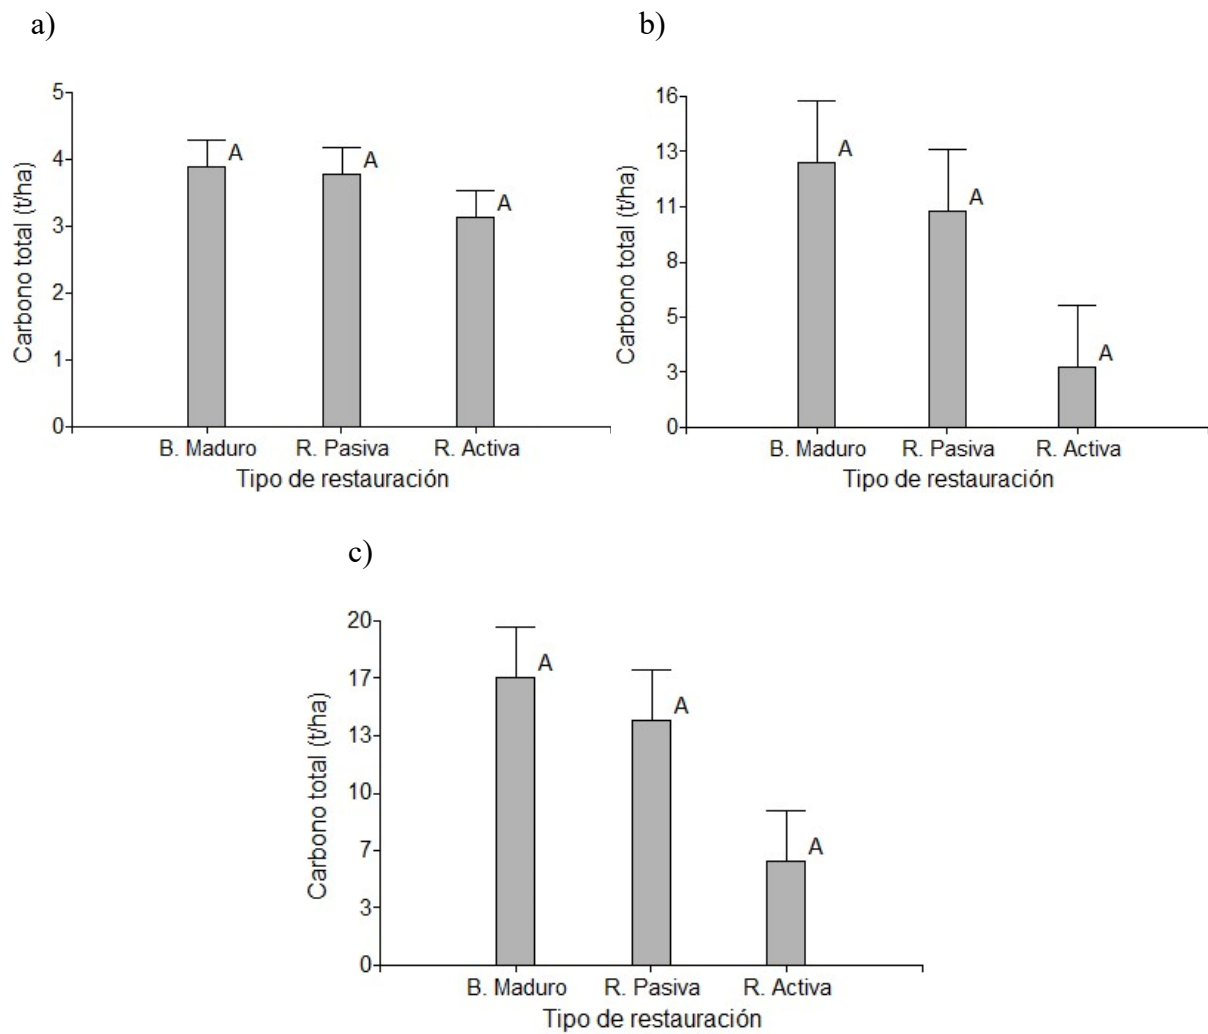 a)
5
4
3
2
1
0
Carbono total (t/ha)
A
A
A
B. Maduro R. Pasiva R. Activa
Tipo de restauración
b)
16
13
11
8
5
3
0
Carbono total (t/ha)
A
A
A
B. Maduro R. Pasiva R. Activa
Tipo de restauración
c)
20
17
13
10
7
3
0
Carbono total (t/ha)
A
A
A
B. Maduro R. Pasiva R. Activa
Tipo de restauración